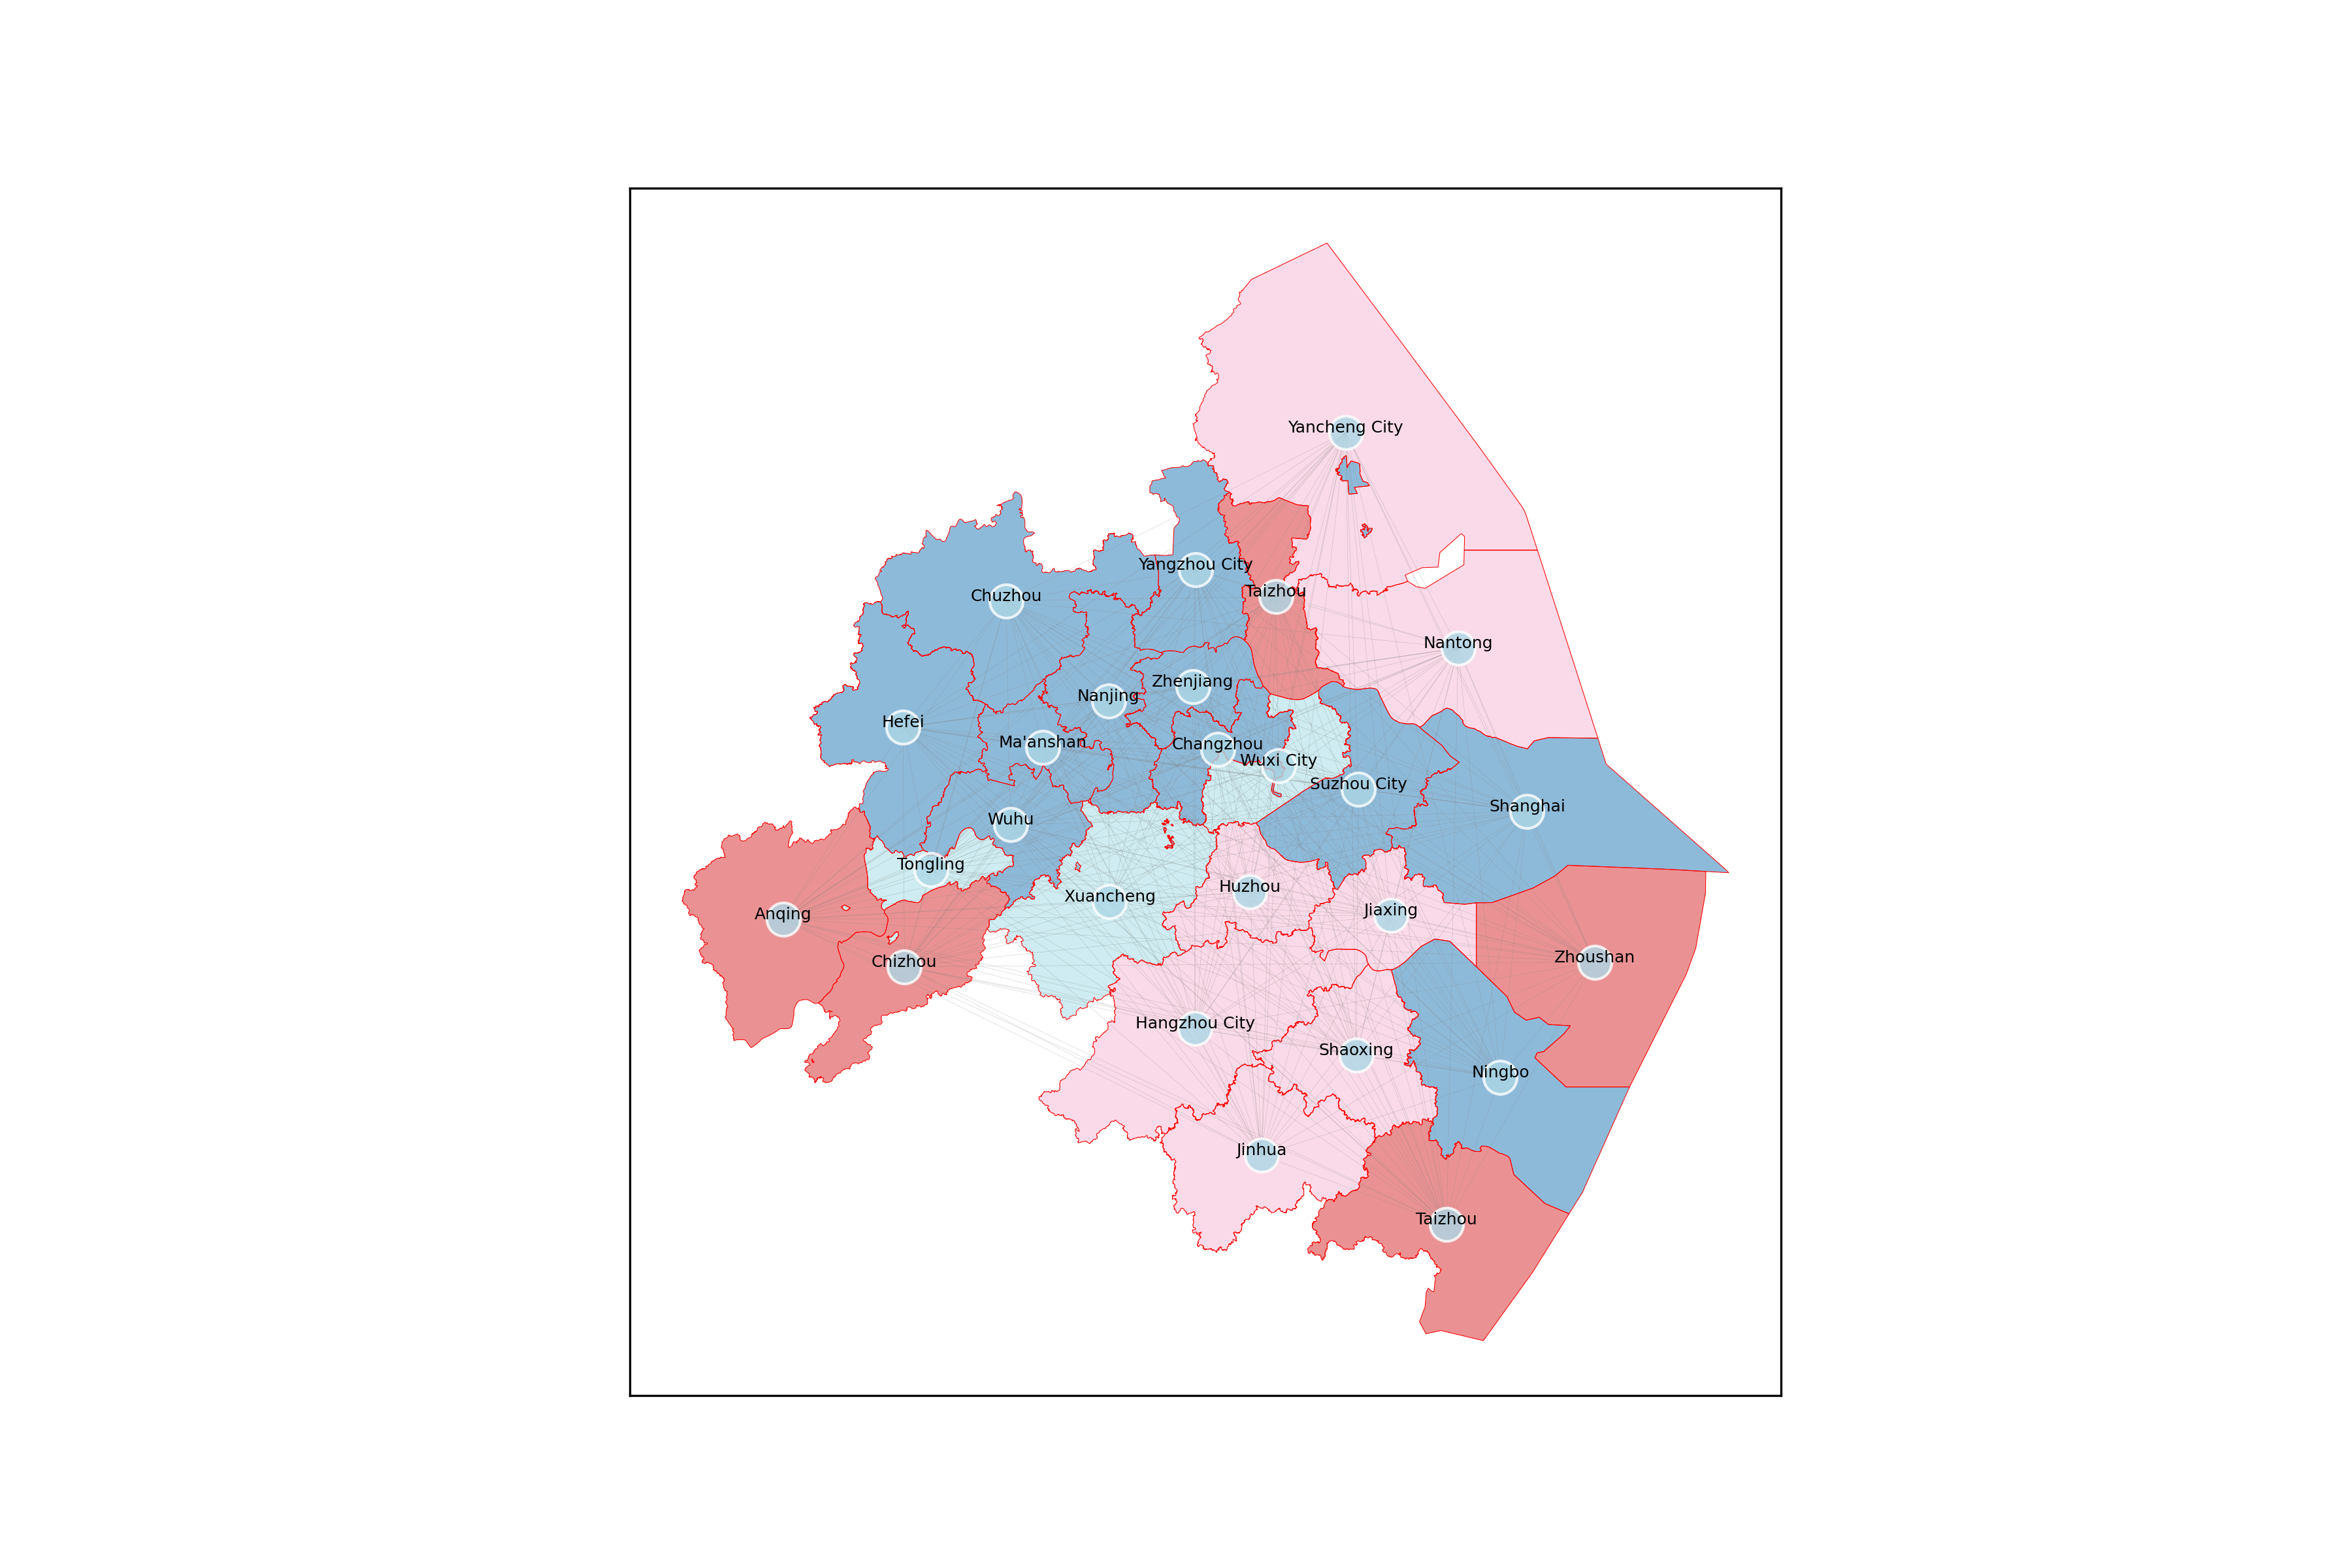 Yancheng City
Yangzhou City
Taizhou
Chuzhou
Nantong
Zhenjiang
Nanjing
Hefei
Ma'anshan
Changzhou
Wuxi City
Suzhou City
Shanghai
Wuhu
Tongling
Huzhou
Xuancheng
Jiaxing
Anqing
Zhoushan
Chizhou
Hangzhou City
Shaoxing
Ningbo
Jinhua
Taizhou